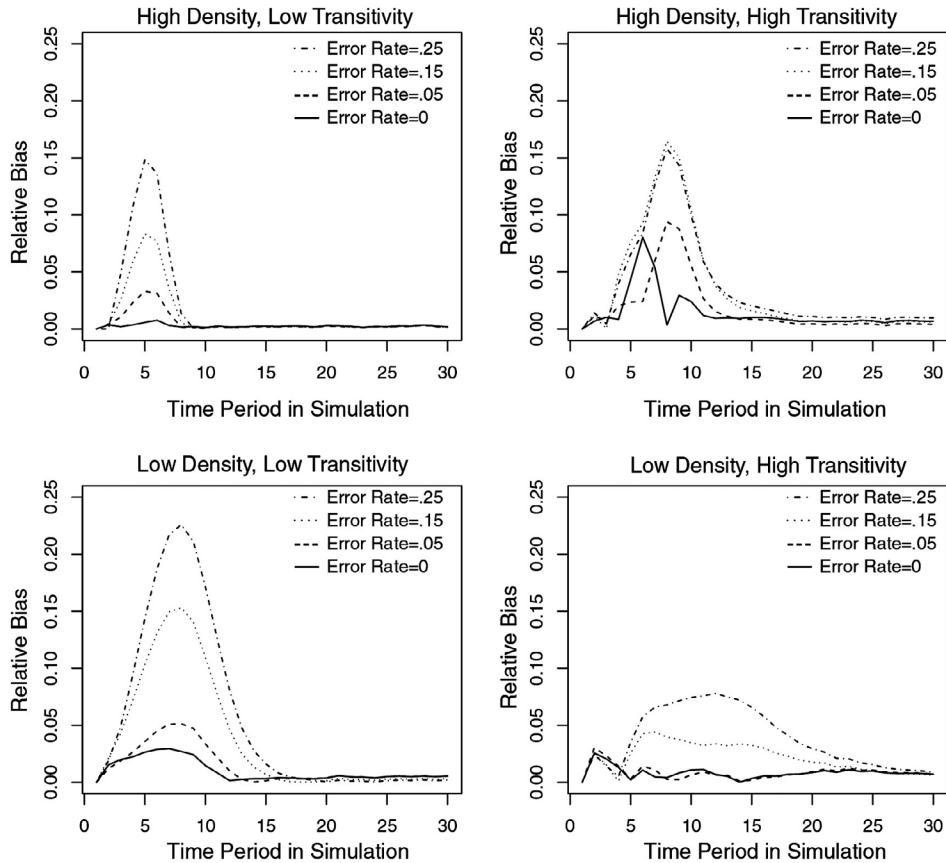 High Density, Low Transitivity
Relative Bias
0.25
0.20
0.15
0.10
0.05
0.00
Error Rate=.25
Error Rate=.15
Error Rate=.05
Error Rate=0
0 5 10 15 20 25 30
Time Period in Simulation
High Density, High Transitivity
Relative Bias
0.25
0.20
0.15
0.10
0.05
0.00
Error Rate=.25
Error Rate=.15
Error Rate=.05
Error Rate=0
0 5 10 15 20 25 30
Time Period in Simulation
Low Density, Low Transitivity
Relative Bias
0.25
0.20
0.15
0.10
0.05
0.00
Error Rate=.25
Error Rate=.15
Error Rate=.05
Error Rate=0
0 5 10 15 20 25 30
Time Period in Simulation
Low Density, High Transitivity
Relative Bias
0.25
0.20
0.15
0.10
0.05
0.00
Error Rate=.25
Error Rate=.15
Error Rate=.05
Error Rate=0
0 5 10 15 20 25 30
Time Period in Simulation